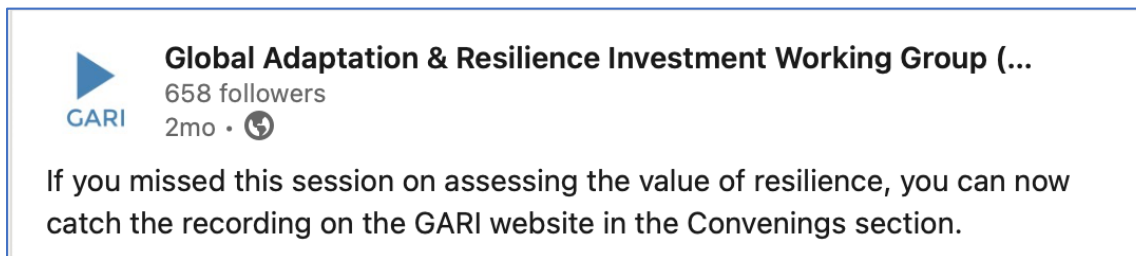 Global Adaptation & Resilience Investment Working Group (...
658 followers
GARI
2mo •
If you missed this session on assessing the value of resilience, you can now
catch the recording on the GARI website in the Convenings section.